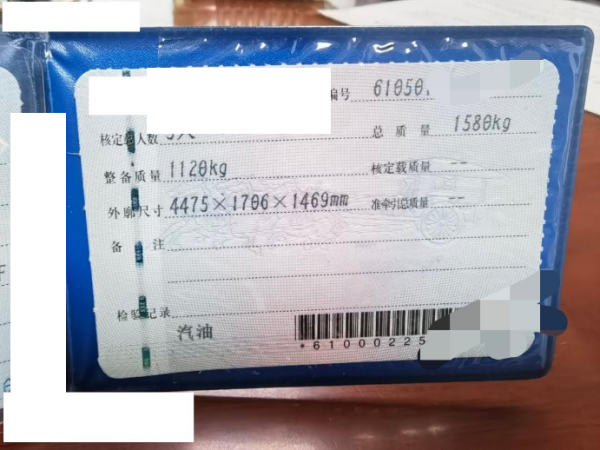 编号 61050
核定载人数 5人 总质量 1580kg
整备质量 1120kg 核定载质量 --
外廓尺寸 4475×1706×1469mm 准牵引总质量 --
备注
检验记录
汽油
*61000225